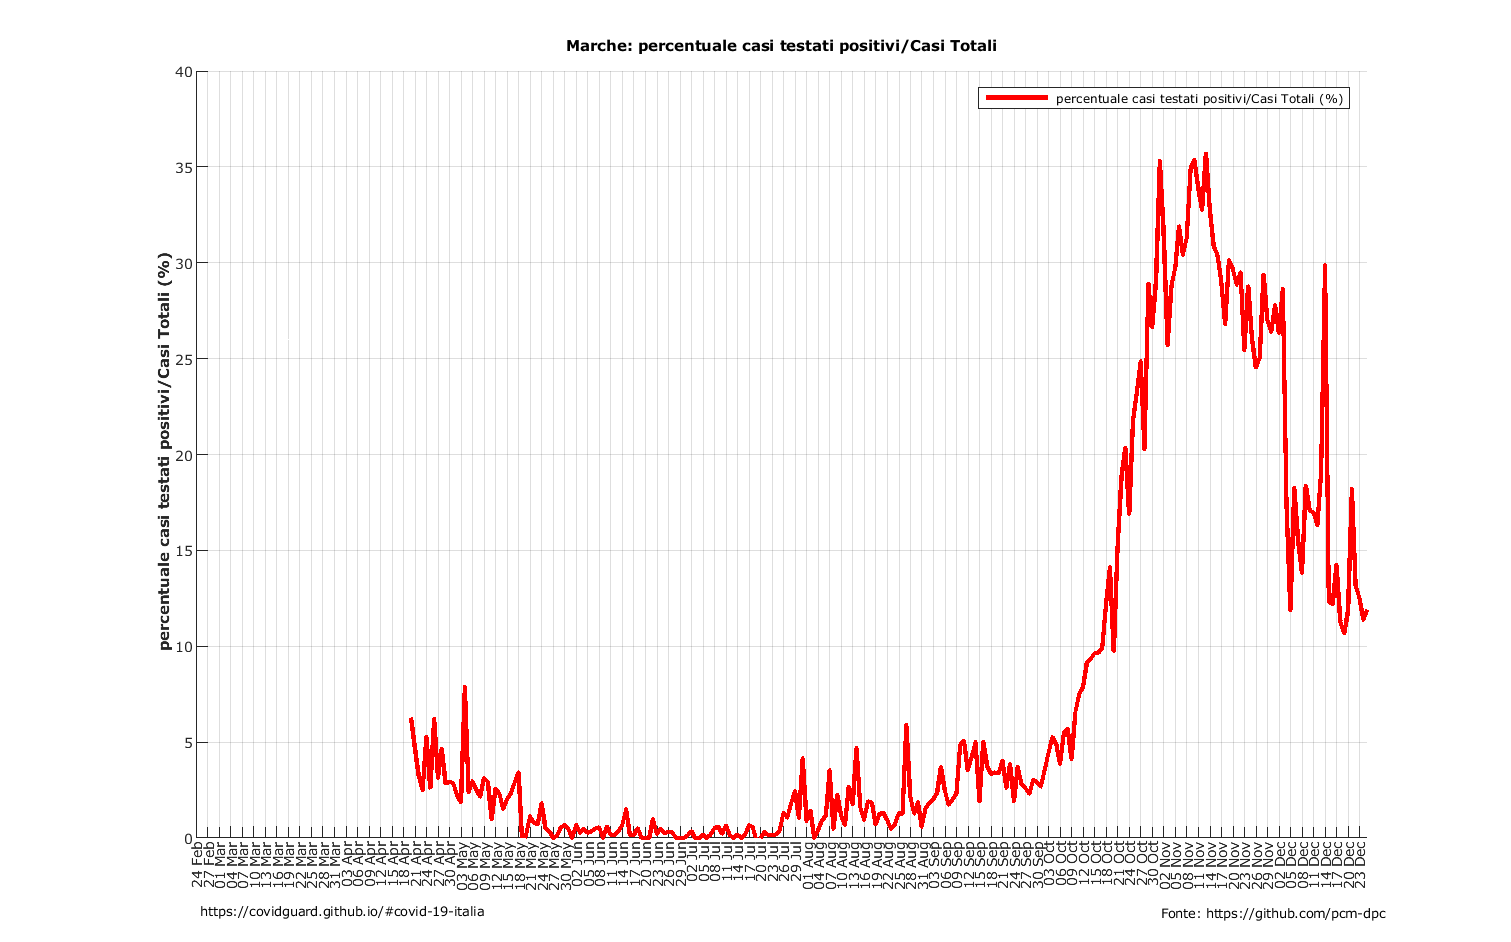 Marche: percentuale casi testati positivi/Casi Totali
percentuale casi testati positivi/Casi Totali (%)
percentuale casi testati positivi/Casi Totali (%)
40
35
30
25
20
15
10
5
0
24 Feb
27 Feb
01 Mar
04 Mar
07 Mar
10 Mar
13 Mar
16 Mar
19 Mar
22 Mar
25 Mar
28 Mar
31 Mar
03 Apr
06 Apr
09 Apr
12 Apr
15 Apr
18 Apr
21 Apr
24 Apr
27 Apr
30 Apr
03 May
06 May
09 May
12 May
15 May
18 May
21 May
24 May
27 May
30 May
02 Jun
05 Jun
08 Jun
11 Jun
14 Jun
17 Jun
20 Jun
23 Jun
26 Jun
29 Jun
02 Jul
05 Jul
08 Jul
11 Jul
14 Jul
17 Jul
20 Jul
23 Jul
26 Jul
29 Jul
01 Aug
04 Aug
07 Aug
10 Aug
13 Aug
16 Aug
19 Aug
22 Aug
25 Aug
28 Aug
31 Aug
03 Sep
06 Sep
09 Sep
12 Sep
15 Sep
18 Sep
21 Sep
24 Sep
27 Sep
30 Sep
03 Oct
06 Oct
09 Oct
12 Oct
15 Oct
18 Oct
21 Oct
24 Oct
27 Oct
30 Oct
02 Nov
05 Nov
08 Nov
11 Nov
14 Nov
17 Nov
20 Nov
23 Nov
26 Nov
29 Nov
02 Dec
05 Dec
08 Dec
11 Dec
14 Dec
17 Dec
20 Dec
23 Dec
https://covidguard.github.io/#covid-19-italia
Fonte: https://github.com/pcm-dpc